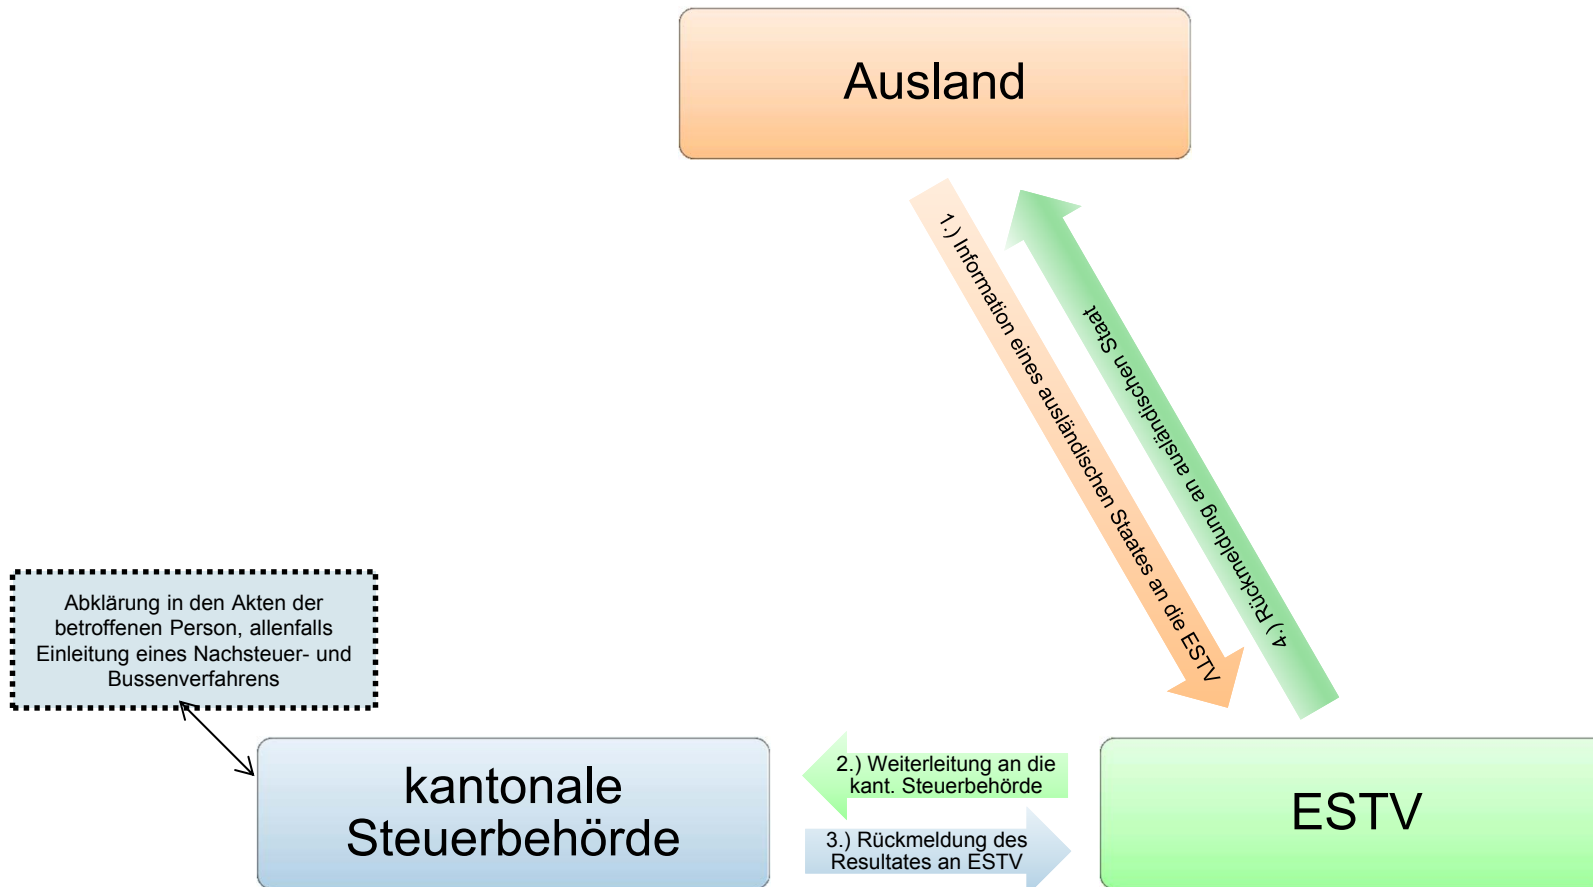 Ausland
1.) Information eines ausländischen Staates an die ESTV
4.) Rückmeldung an ausländischen Staat
Abklärung in den Akten der
betroffenen Person, allenfalls
Einleitung eines Nachsteuer- und
Bussenverfahrens
kantonale
Steuerbehörde
2.) Weiterleitung an die
kant. Steuerbehörde
3.) Rückmeldung des
Resultates an ESTV
ESTV